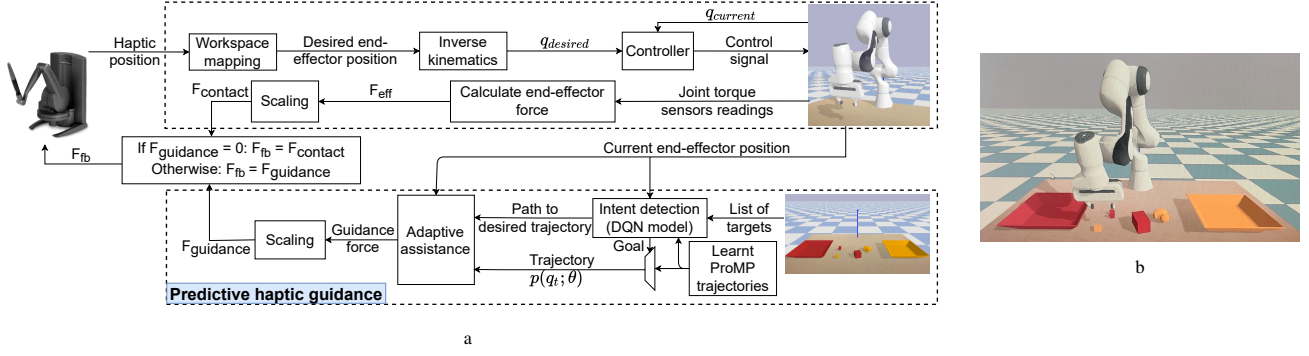 q_current
Haptic
position
Workspace
mapping
Desired end-
effector position
Inverse
kinematics
q_desired
Controller
Control
signal
F_contact
Scaling
F_eff
Calculate end-effector
force
Joint torque
sensors readings
F_fb
If F_guidance = 0: F_fb = F_contact
Otherwise: F_fb = F_guidance
Current end-effector position
F_guidance
Scaling
Guidance
force
Adaptive
assistance
Path to
desired trajectory
Intent detection
(DQN model)
List of
targets
Goal
Trajectory
p(q_t; θ)
Learnt
ProMP
trajectories
Predictive haptic guidance
a
b